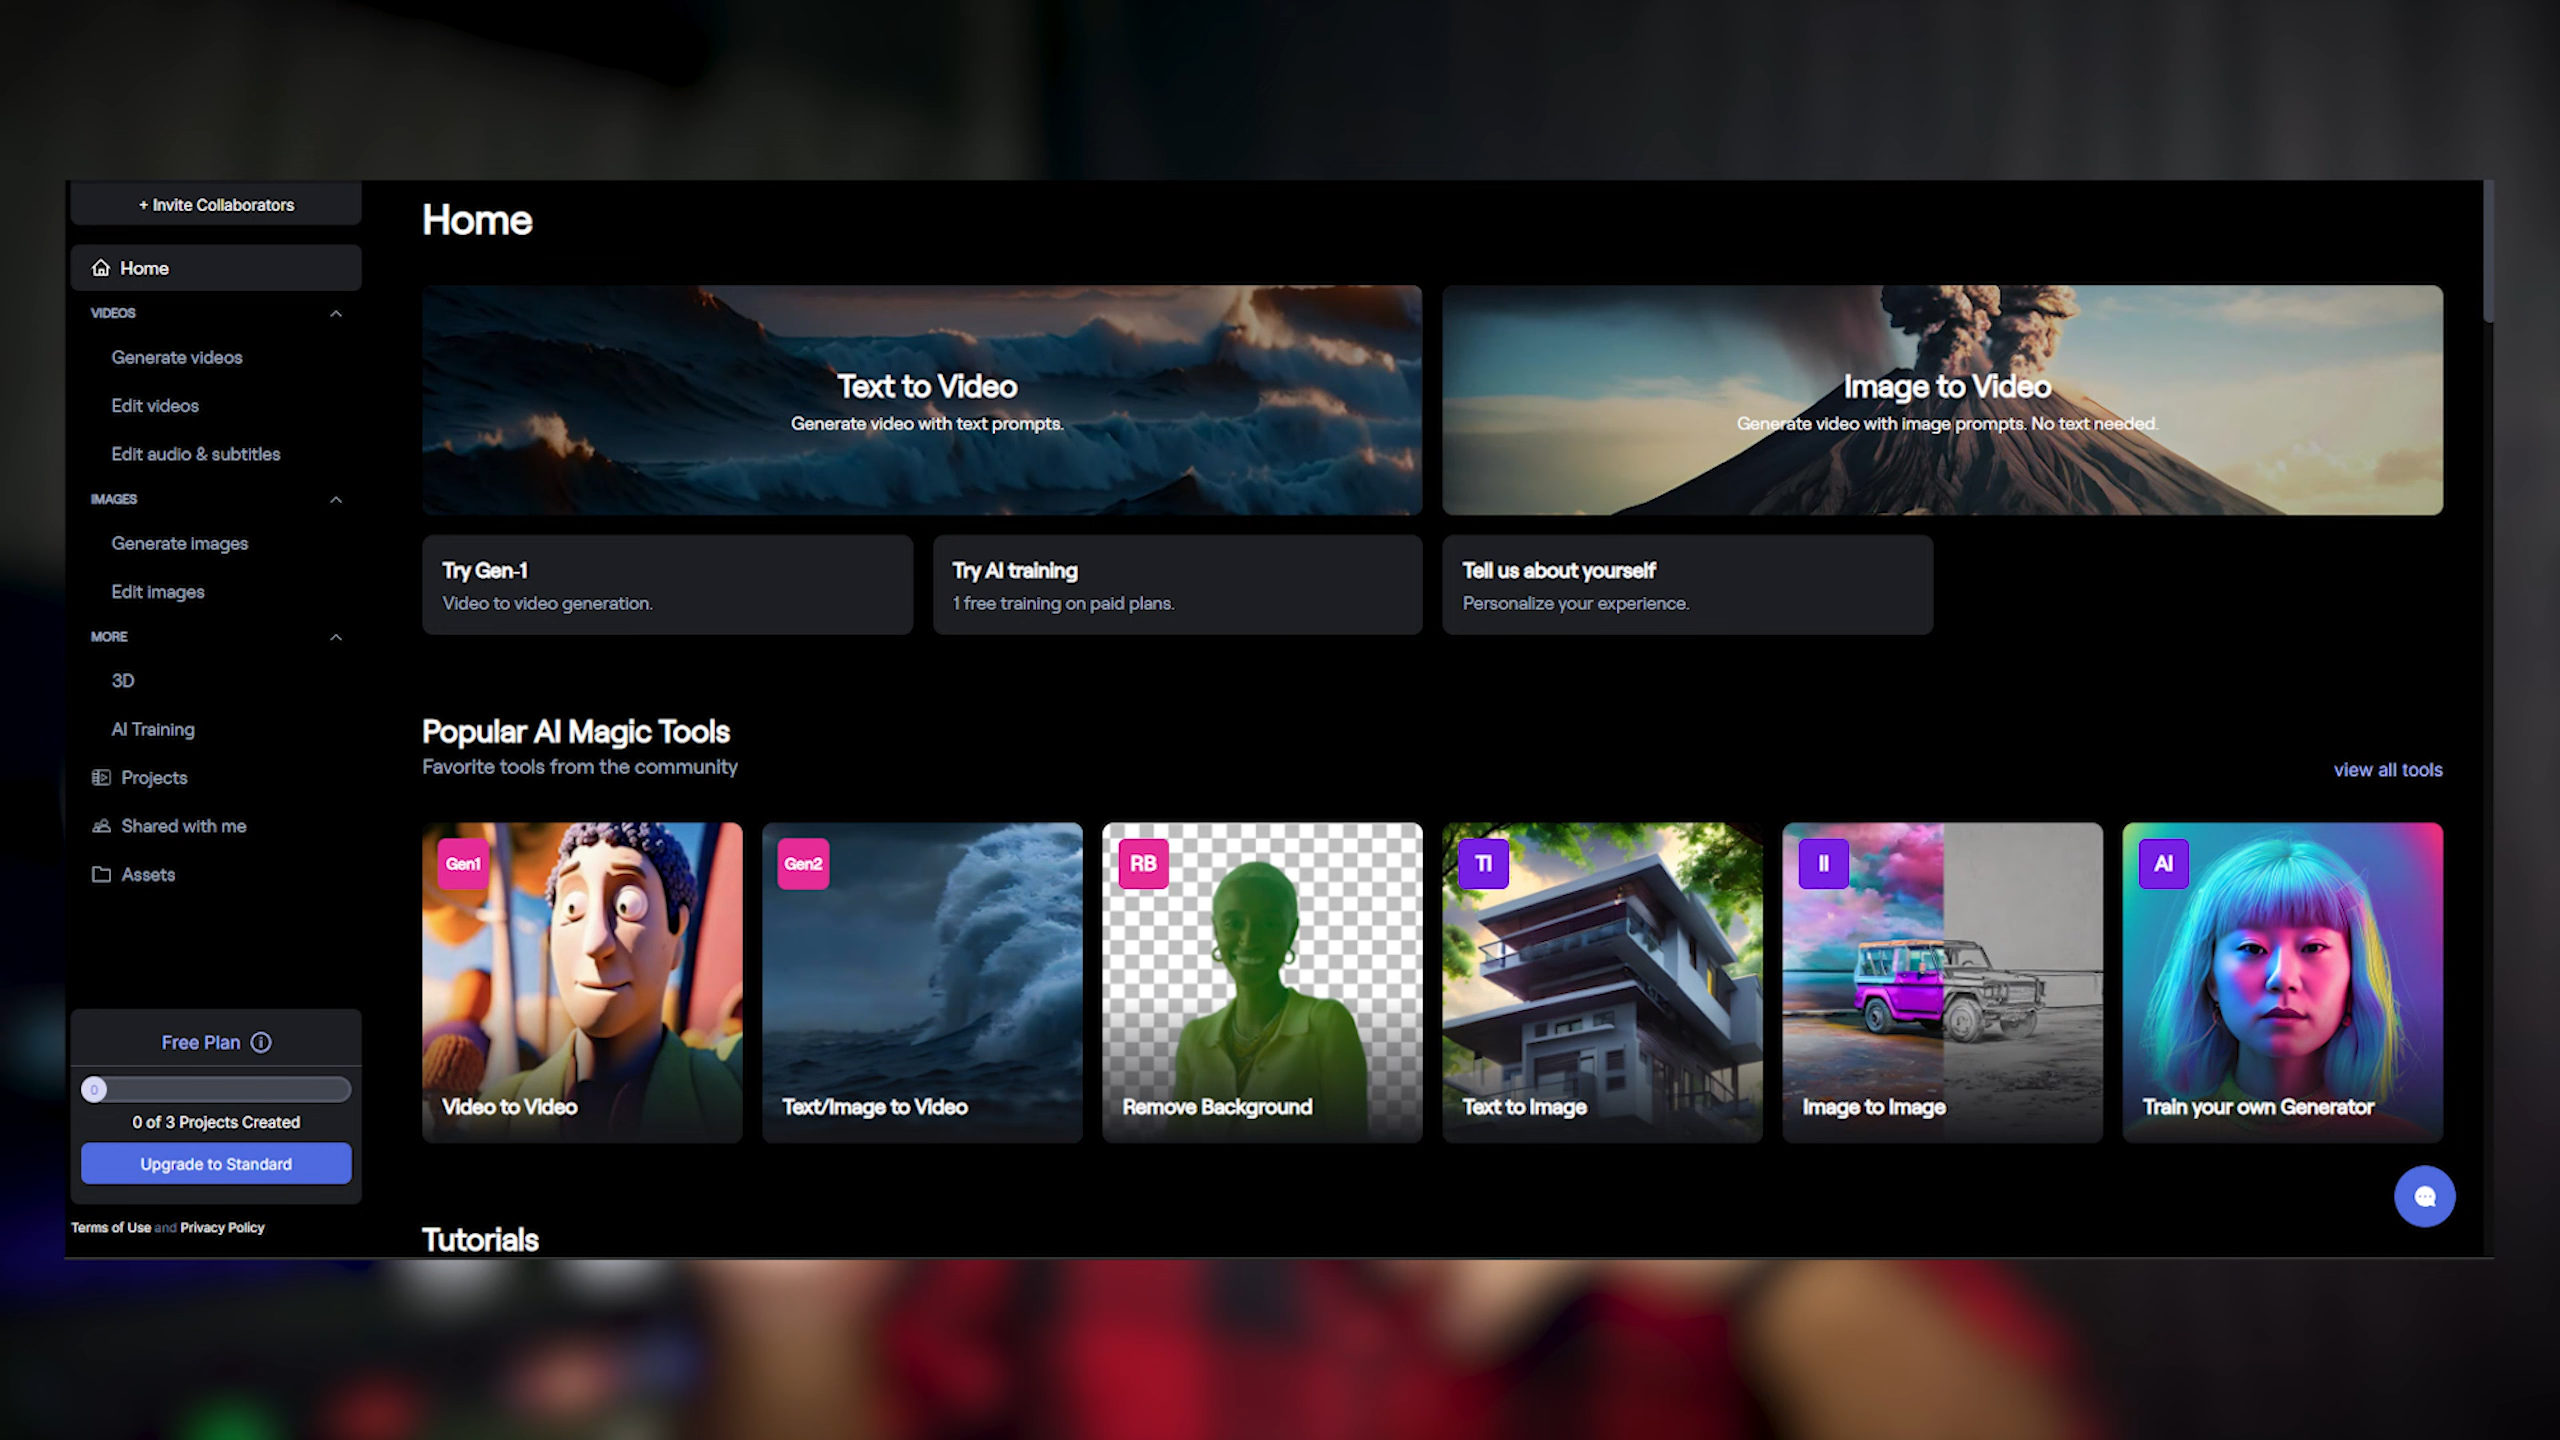 + Invite Collaborators
Home
VIDEOS
Generate videos
Edit videos
Edit audio & subtitles
IMAGES
Generate images
Edit images
MORE
3D
AI Training
Projects
Shared with me
Assets
Free Plan
0
0 of 3 Projects Created
Upgrade to Standard
Terms of Use and Privacy Policy
Home
Text to Video
Generate video with text prompts.
Image to Video
Generate video with image prompts. No text needed.
Try Gen-1
Video to video generation.
Try AI training
1 free training on paid plans.
Tell us about yourself
Personalize your experience.
Popular AI Magic Tools
Favorite tools from the community
view all tools
Gen1
Video to Video
Gen2
Text/Image to Video
RB
Remove Background
TI
Text to Image
II
Image to Image
AI
Train your own Generator
Tutorials